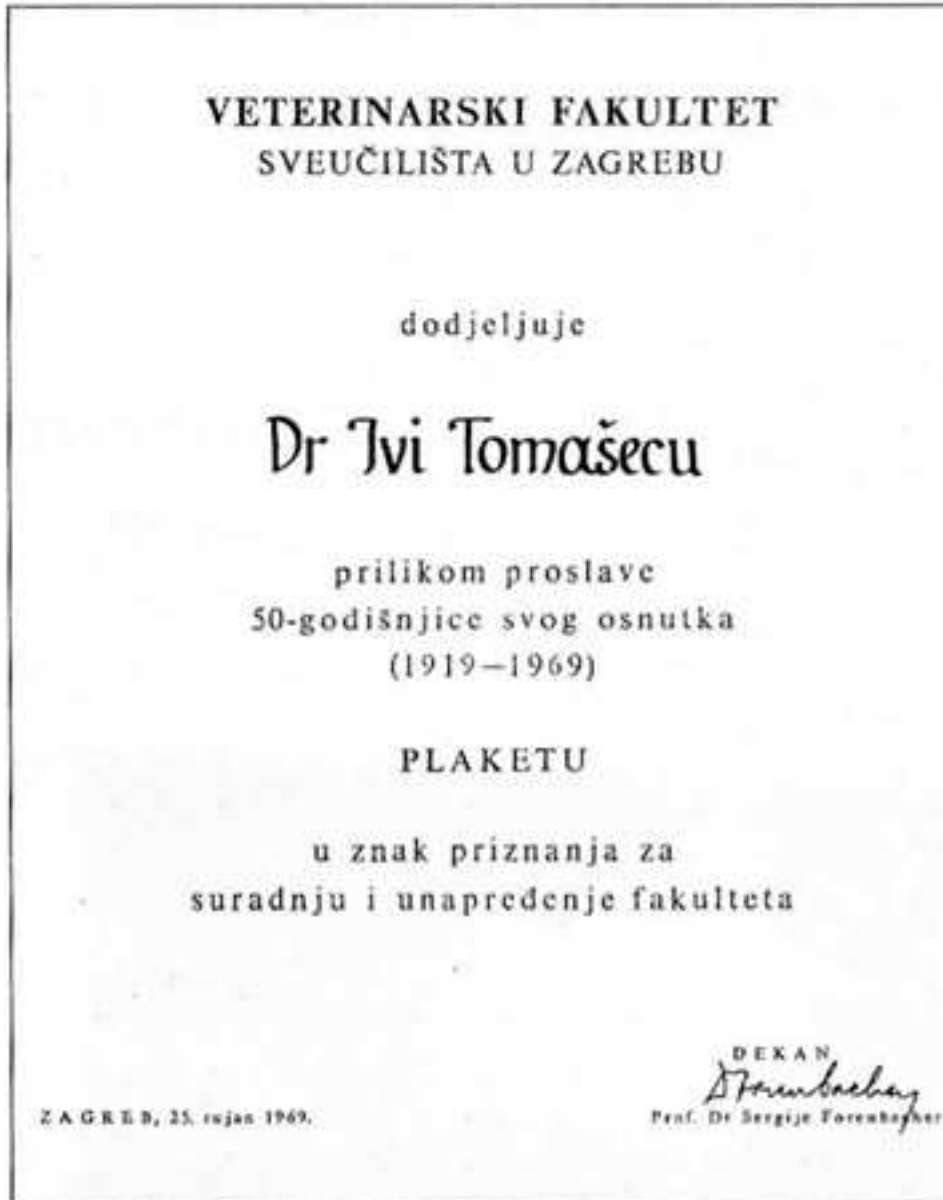 VETERINARSKI FAKULTET
SVEUČILIŠTA U ZAGREBU
dodjeljuje
Dr Ivi Tomašecu
prilikom proslave
50-godišnjice svog osnutka
(1919—1969)
PLAKETU
u znak priznanja za
suradnju i unapređenje fakulteta
DEKAN
ZAGREB, 25. rujan 1969.
Prof. Dr Sergije Forenbacher